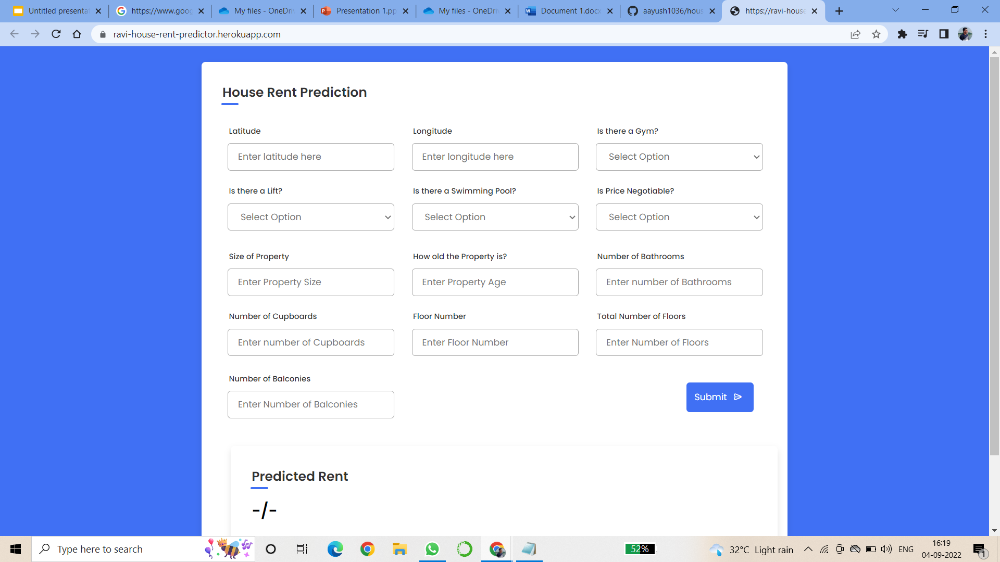 Untitled presenta
https://www.goog
My files - OneDri
Presentation 1.pp
My files - OneDri
Document 1.docx
aayush1036/hous
https://ravi-house
ravi-house-rent-predictor.herokuapp.com
House Rent Prediction
Latitude Longitude Is there a Gym?
Enter latitude here Enter longitude here Select Option
Is there a Lift? Is there a Swimming Pool? Is Price Negotiable?
Select Option Select Option Select Option
Size of Property How old the Property is? Number of Bathrooms
Enter Property Size Enter Property Age Enter number of Bathrooms
Number of Cupboards Floor Number Total Number of Floors
Enter number of Cupboards Enter Floor Number Enter Number of Floors
Number of Balconies
Enter Number of Balconies
Submit
Predicted Rent
-/-
Type here to search
52%
32°C Light rain
ENG
16:19
04-09-2022
1